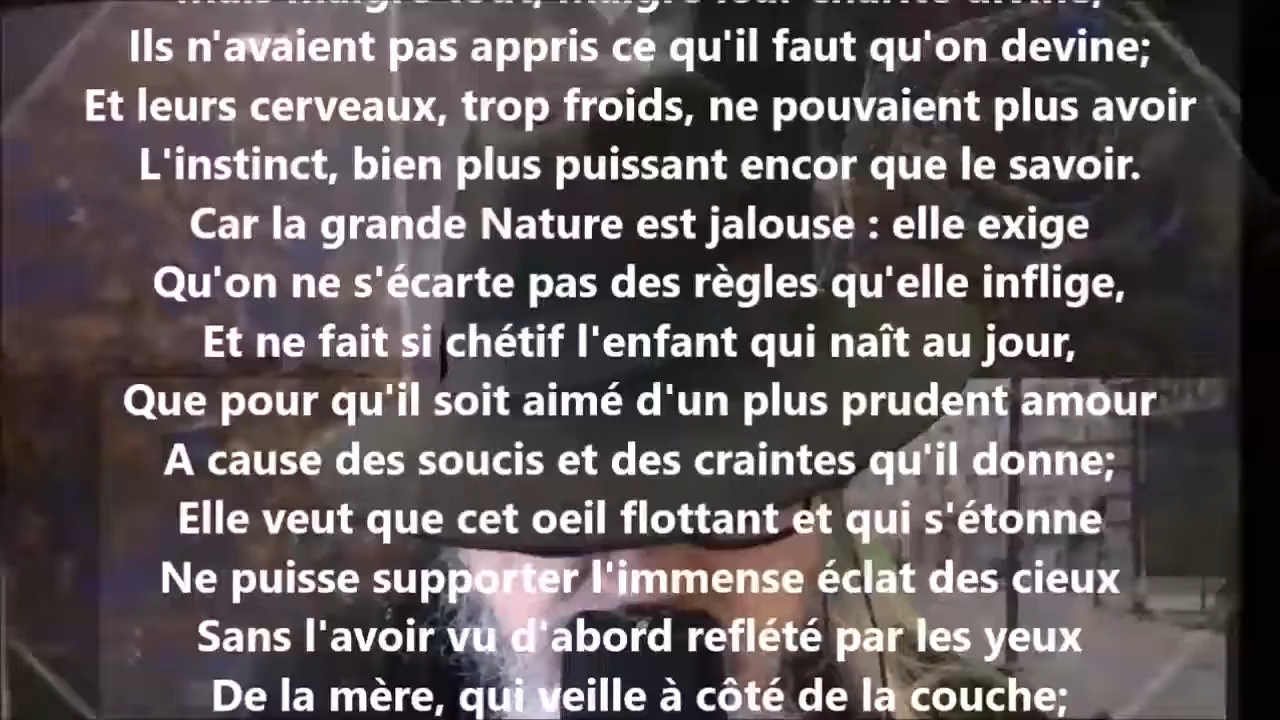 Ils n'avaient pas appris ce qu'il faut qu'on devine;
Et leurs cerveaux, trop froids, ne pouvaient plus avoir
L'instinct, bien plus puissant encor que le savoir.
Car la grande Nature est jalouse : elle exige
Qu'on ne s'écarte pas des règles qu'elle inflige,
Et ne fait si chétif l'enfant qui naît au jour,
Que pour qu'il soit aimé d'un plus prudent amour
A cause des soucis et des craintes qu'il donne;
Elle veut que cet oeil flottant et qui s'étonne
Ne puisse supporter l'immense éclat des cieux
Sans l'avoir vu d'abord reflété par les yeux
De la mère, qui veille à côté de la couche;